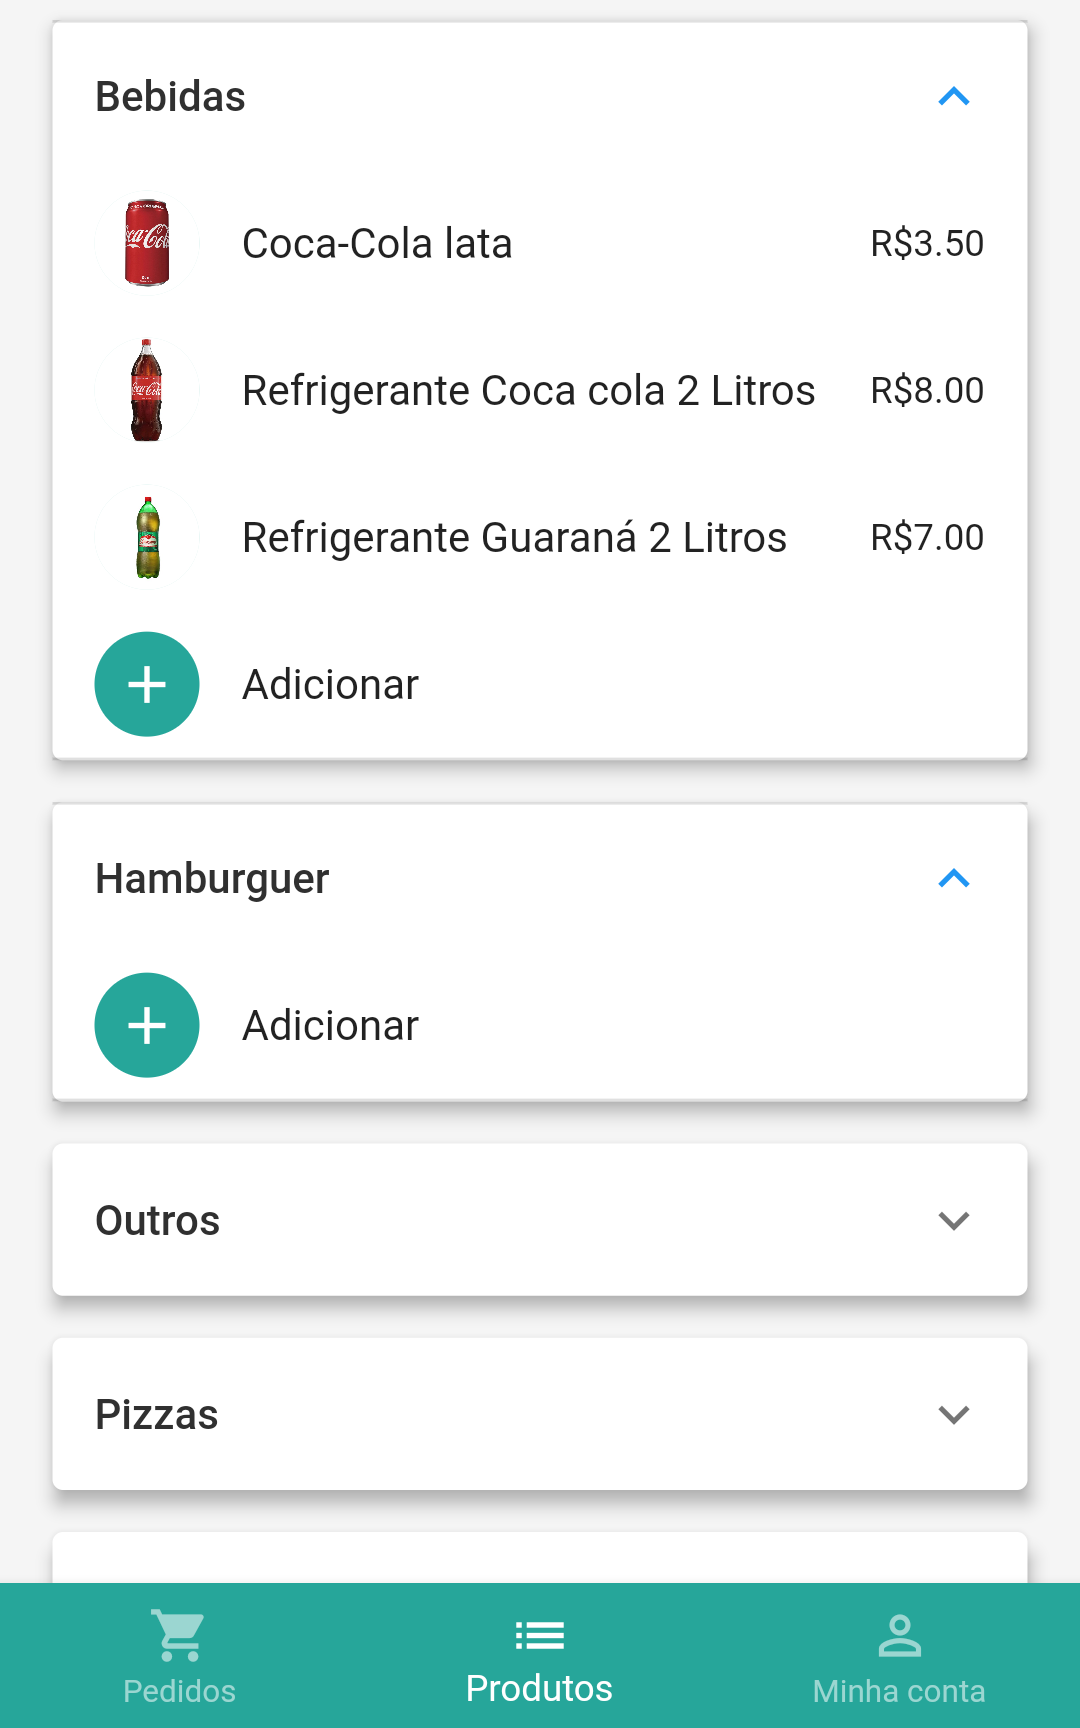 Bebidas
Coca-Cola lata R$3.50
Refrigerante Coca cola 2 Litros R$8.00
Refrigerante Guaraná 2 Litros R$7.00
Adicionar
Hamburguer
Adicionar
Outros
Pizzas
Pedidos Produtos Minha conta